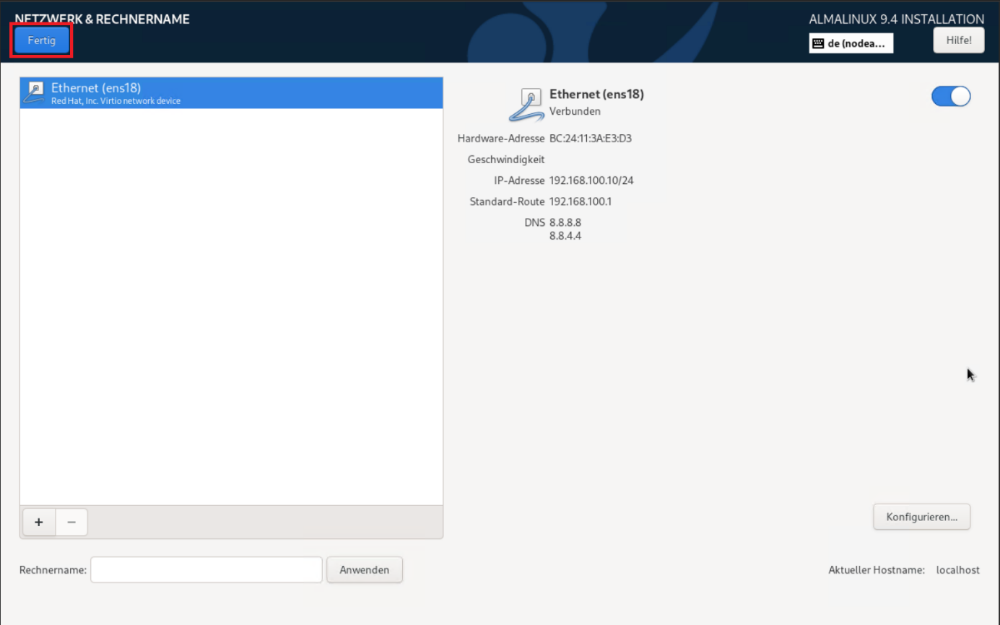 NETZWERK & RECHNERNAME
Fertig
ALMALINUX 9.4 INSTALLATION
de (nodea...
Hilfe!
Ethernet (ens18)
Red Hat, Inc. Virtio network device
Ethernet (ens18)
Verbunden
Hardware-Adresse BC:24:11:3A:E3:D3
Geschwindigkeit
IP-Adresse 192.168.100.10/24
Standard-Route 192.168.100.1
DNS 8.8.8.8
8.8.4.4
+ −
Konfigurieren...
Rechnername:
Anwenden
Aktueller Hostname: localhost